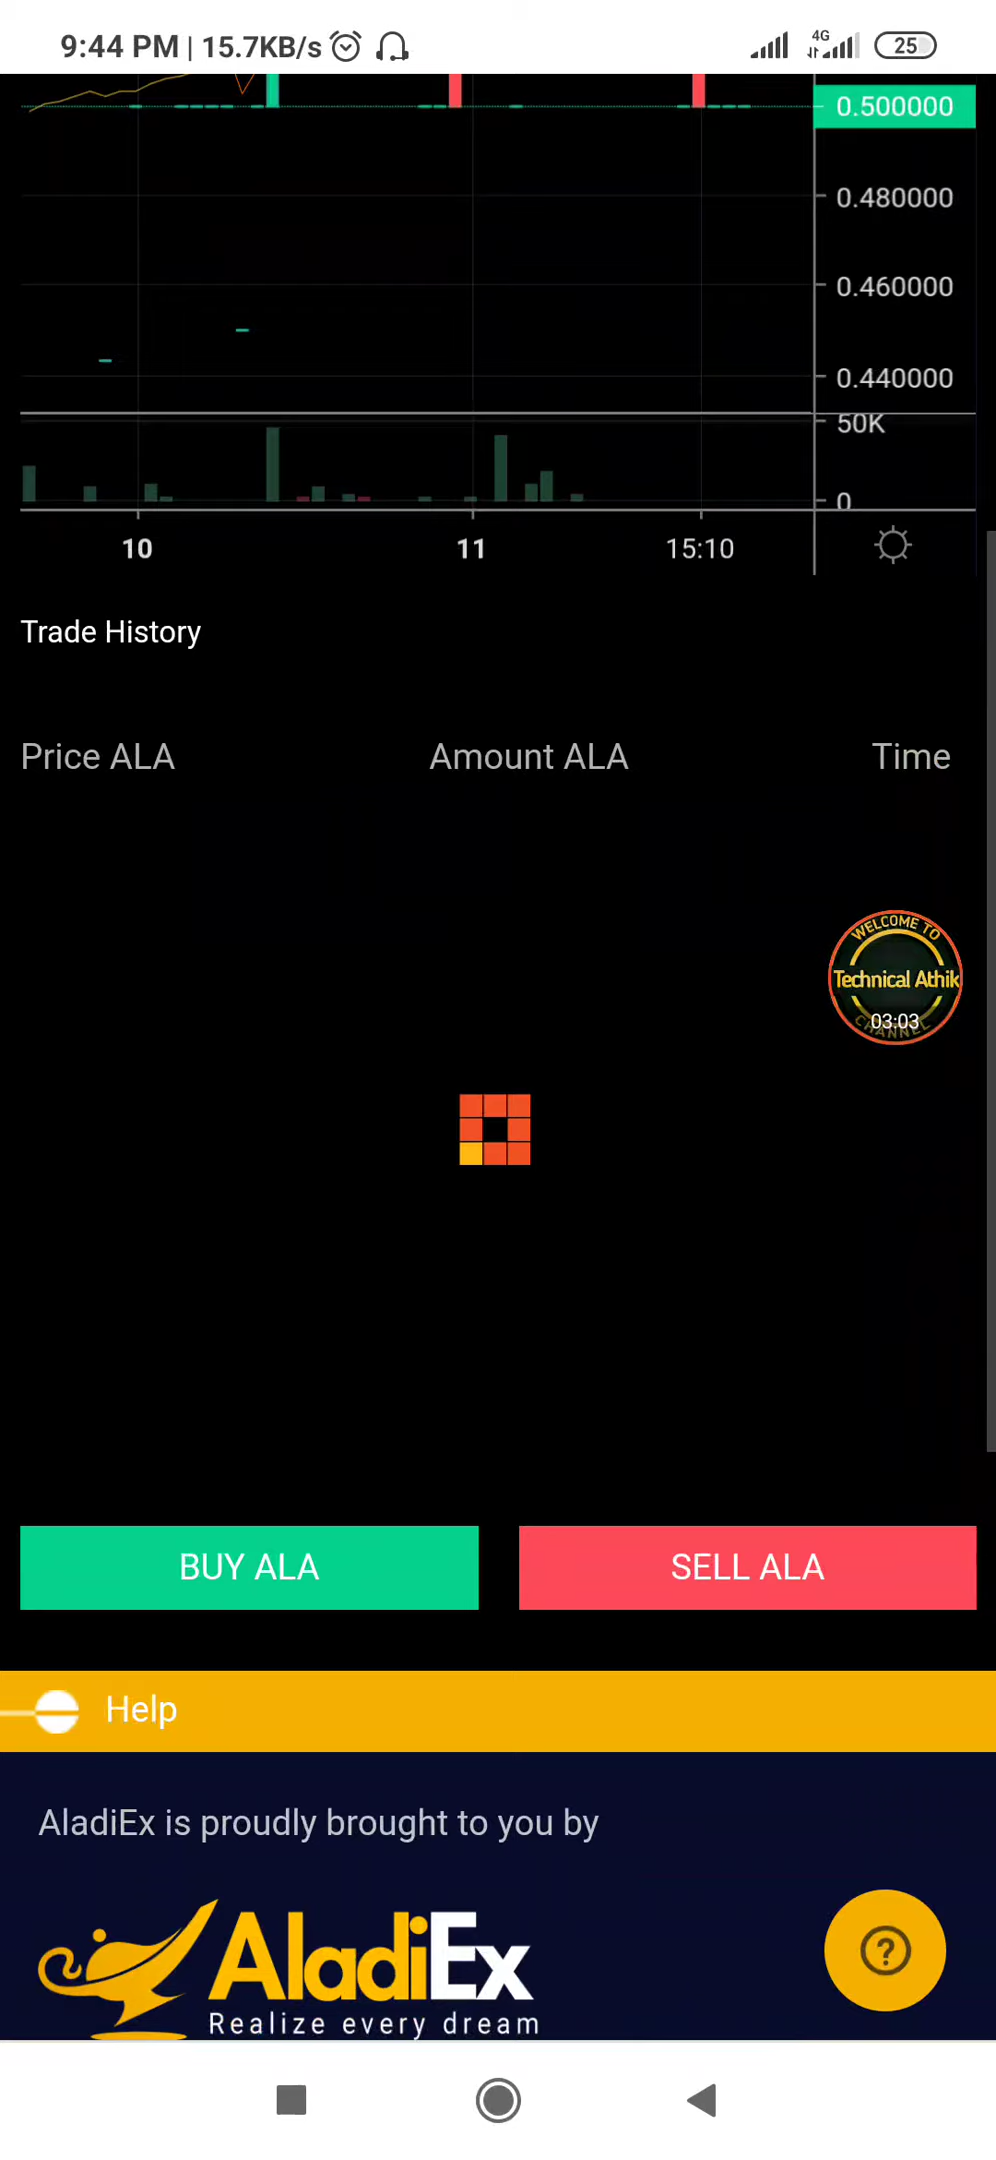 9:44 PM | 15.7KB/s 4G 25
0.500000
0.480000
0.460000
0.440000
50K
0
10 11 15:10
Trade History
Price ALA Amount ALA Time
WELCOME TO
Technical Athik
03:03
CHANNEL
BUY ALA SELL ALA
Help
AladiEx is proudly brought to you by
AladiEx
Realize every dream